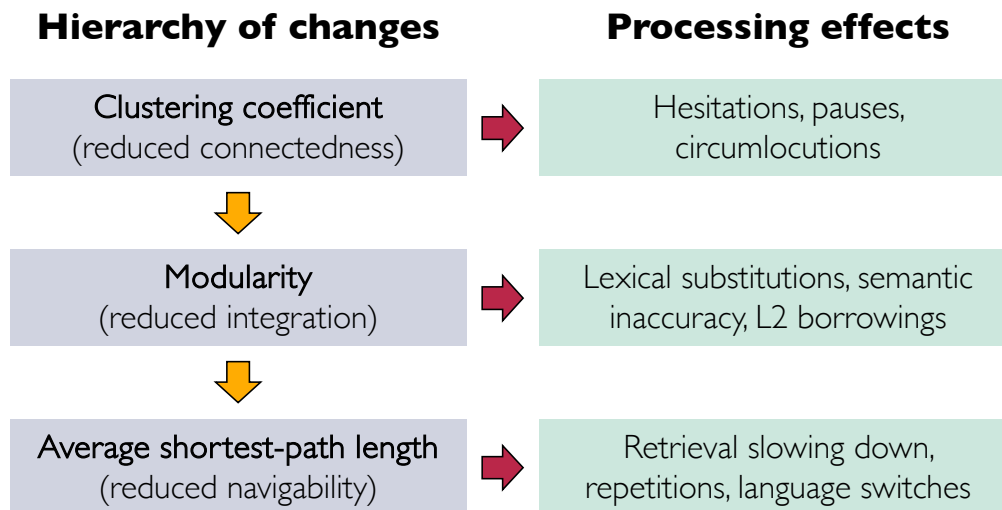 Hierarchy of changes
Processing effects
Clustering coefficient
(reduced connectedness)
Hesitations, pauses,
circumlocutions
Modularity
(reduced integration)
Lexical substitutions, semantic
inaccuracy, L2 borrowings
Average shortest-path length
(reduced navigability)
Retrieval slowing down,
repetitions, language switches